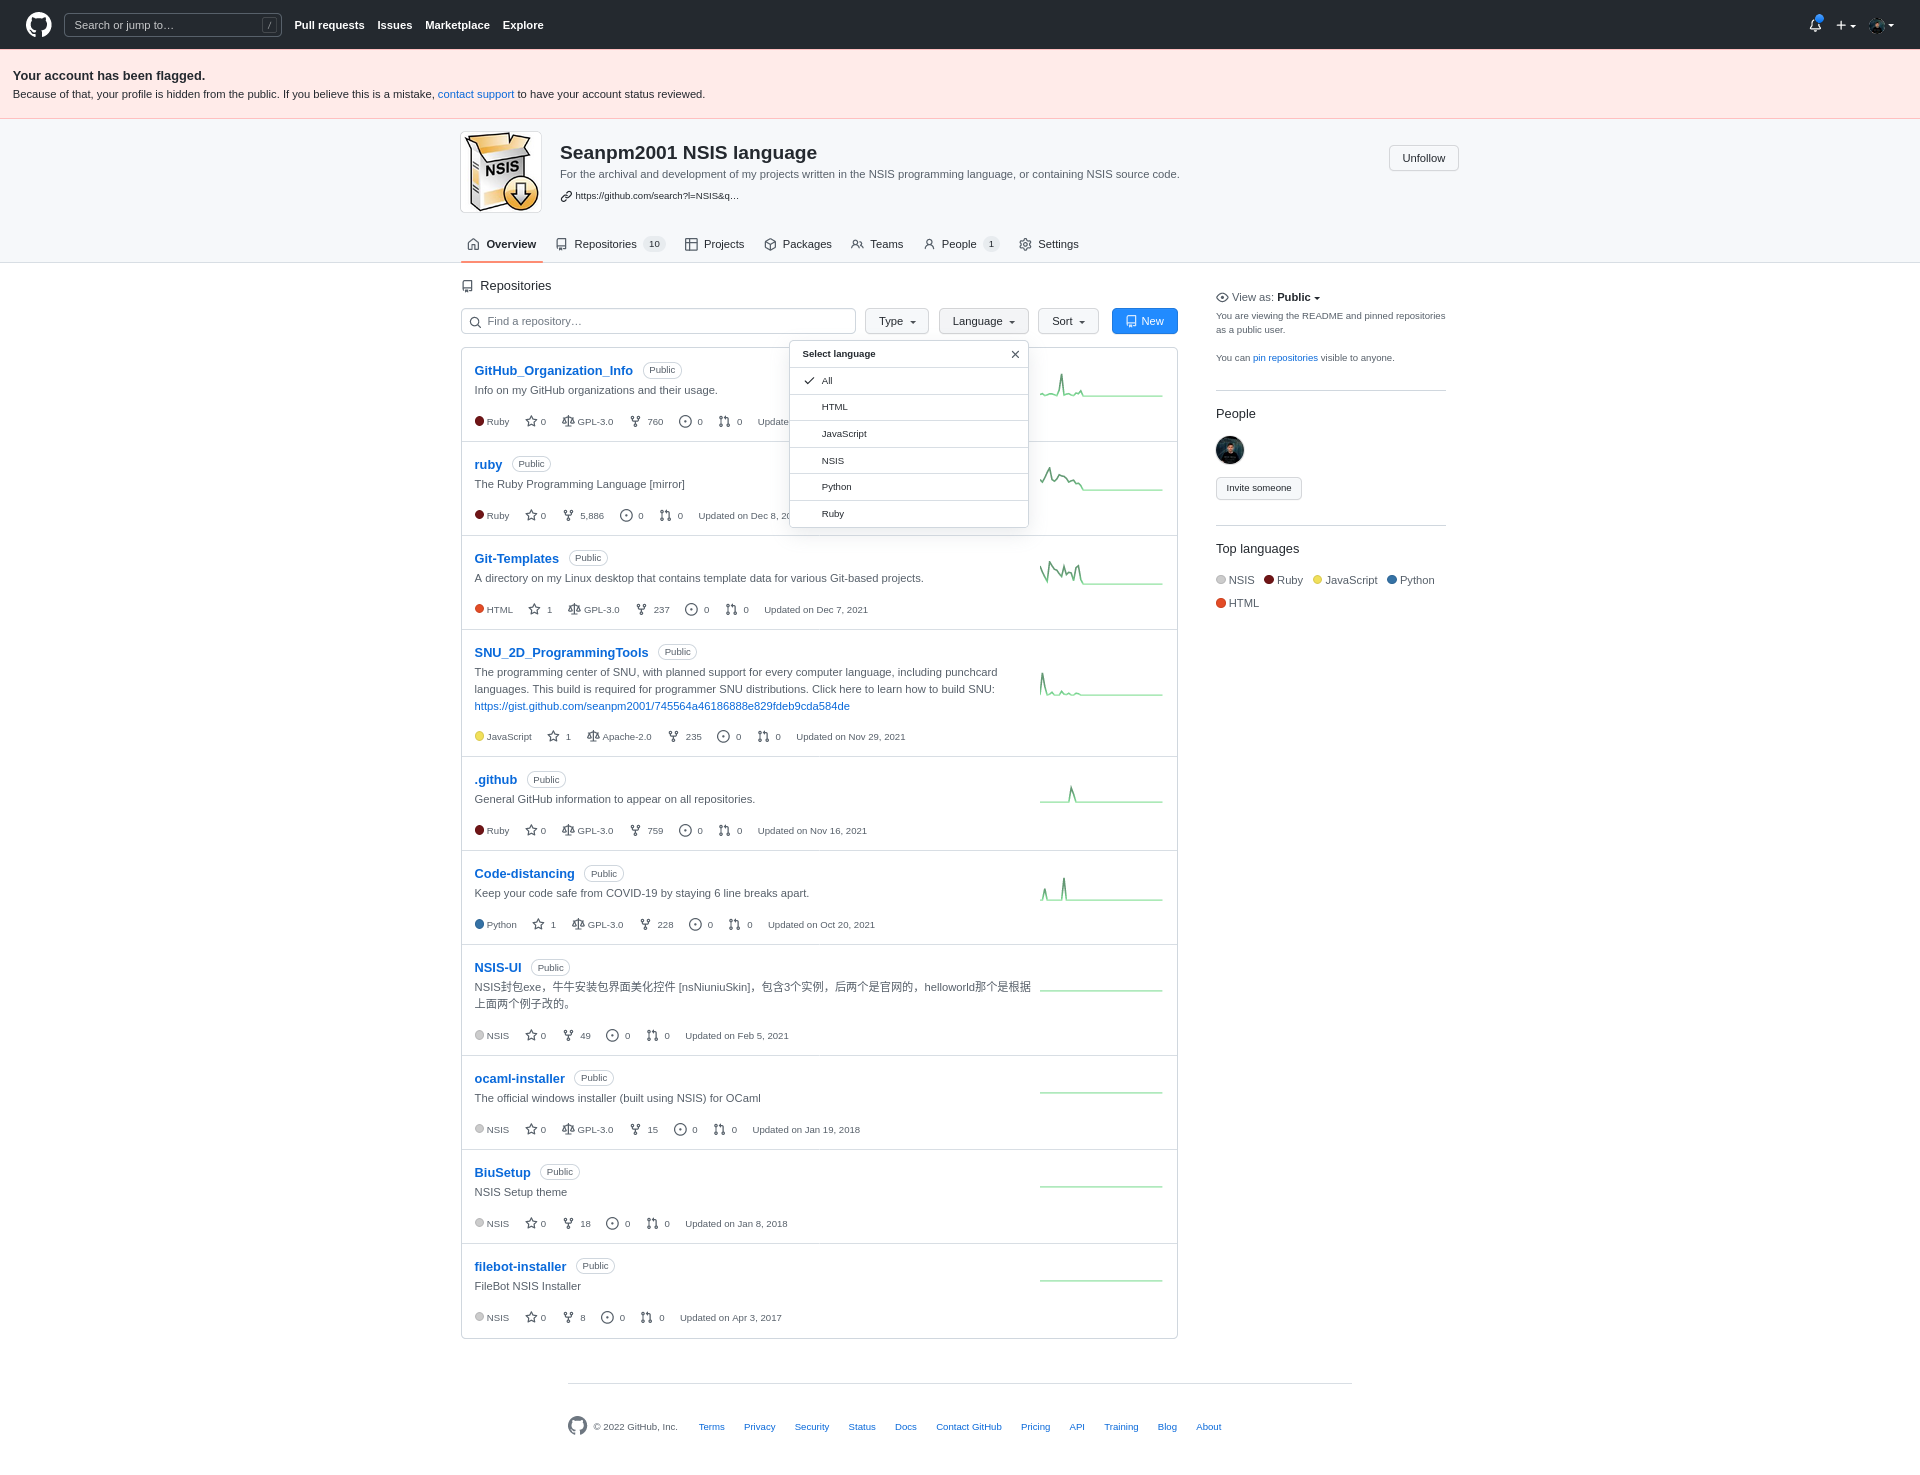 Search or jump to… /
Pull requests Issues Marketplace Explore
Your account has been flagged.
Because of that, your profile is hidden from the public. If you believe this is a mistake, contact support to have your account status reviewed.
NSIS
Seanpm2001 NSIS language
Unfollow
For the archival and development of my projects written in the NSIS programming language, or containing NSIS source code.
https://github.com/search?l=NSIS&q…
Overview Repositories 10 Projects Packages Teams People 1 Settings
Repositories
Find a repository… Type Language Sort New
Select language
All
HTML
JavaScript
NSIS
Python
Ruby
GitHub_Organization_Info Public
Info on my GitHub organizations and their usage.
Ruby 0 GPL-3.0 760 0 0 Update
ruby Public
The Ruby Programming Language [mirror]
Ruby 0 5,886 0 0 Updated on Dec 8, 20
Git-Templates Public
A directory on my Linux desktop that contains template data for various Git-based projects.
HTML 1 GPL-3.0 237 0 0 Updated on Dec 7, 2021
SNU_2D_ProgrammingTools Public
The programming center of SNU, with planned support for every computer language, including punchcard
languages. This build is required for programmer SNU distributions. Click here to learn how to build SNU:
https://gist.github.com/seanpm2001/745564a46186888e829fdeb9cda584de
JavaScript 1 Apache-2.0 235 0 0 Updated on Nov 29, 2021
.github Public
General GitHub information to appear on all repositories.
Ruby 0 GPL-3.0 759 0 0 Updated on Nov 16, 2021
Code-distancing Public
Keep your code safe from COVID-19 by staying 6 line breaks apart.
Python 1 GPL-3.0 228 0 0 Updated on Oct 20, 2021
NSIS-UI Public
NSIS封包exe，牛牛安装包界面美化控件 [nsNiuniuSkin]，包含3个实例，后两个是官网的，helloworld那个是根据
上面两个例子改的。
NSIS 0 49 0 0 Updated on Feb 5, 2021
ocaml-installer Public
The official windows installer (built using NSIS) for OCaml
NSIS 0 GPL-3.0 15 0 0 Updated on Jan 19, 2018
BiuSetup Public
NSIS Setup theme
NSIS 0 18 0 0 Updated on Jan 8, 2018
filebot-installer Public
FileBot NSIS Installer
NSIS 0 8 0 0 Updated on Apr 3, 2017
View as: Public
You are viewing the README and pinned repositories
as a public user.
You can pin repositories visible to anyone.
People
Invite someone
Top languages
NSIS Ruby JavaScript Python
HTML
© 2022 GitHub, Inc. Terms Privacy Security Status Docs Contact GitHub Pricing API Training Blog About